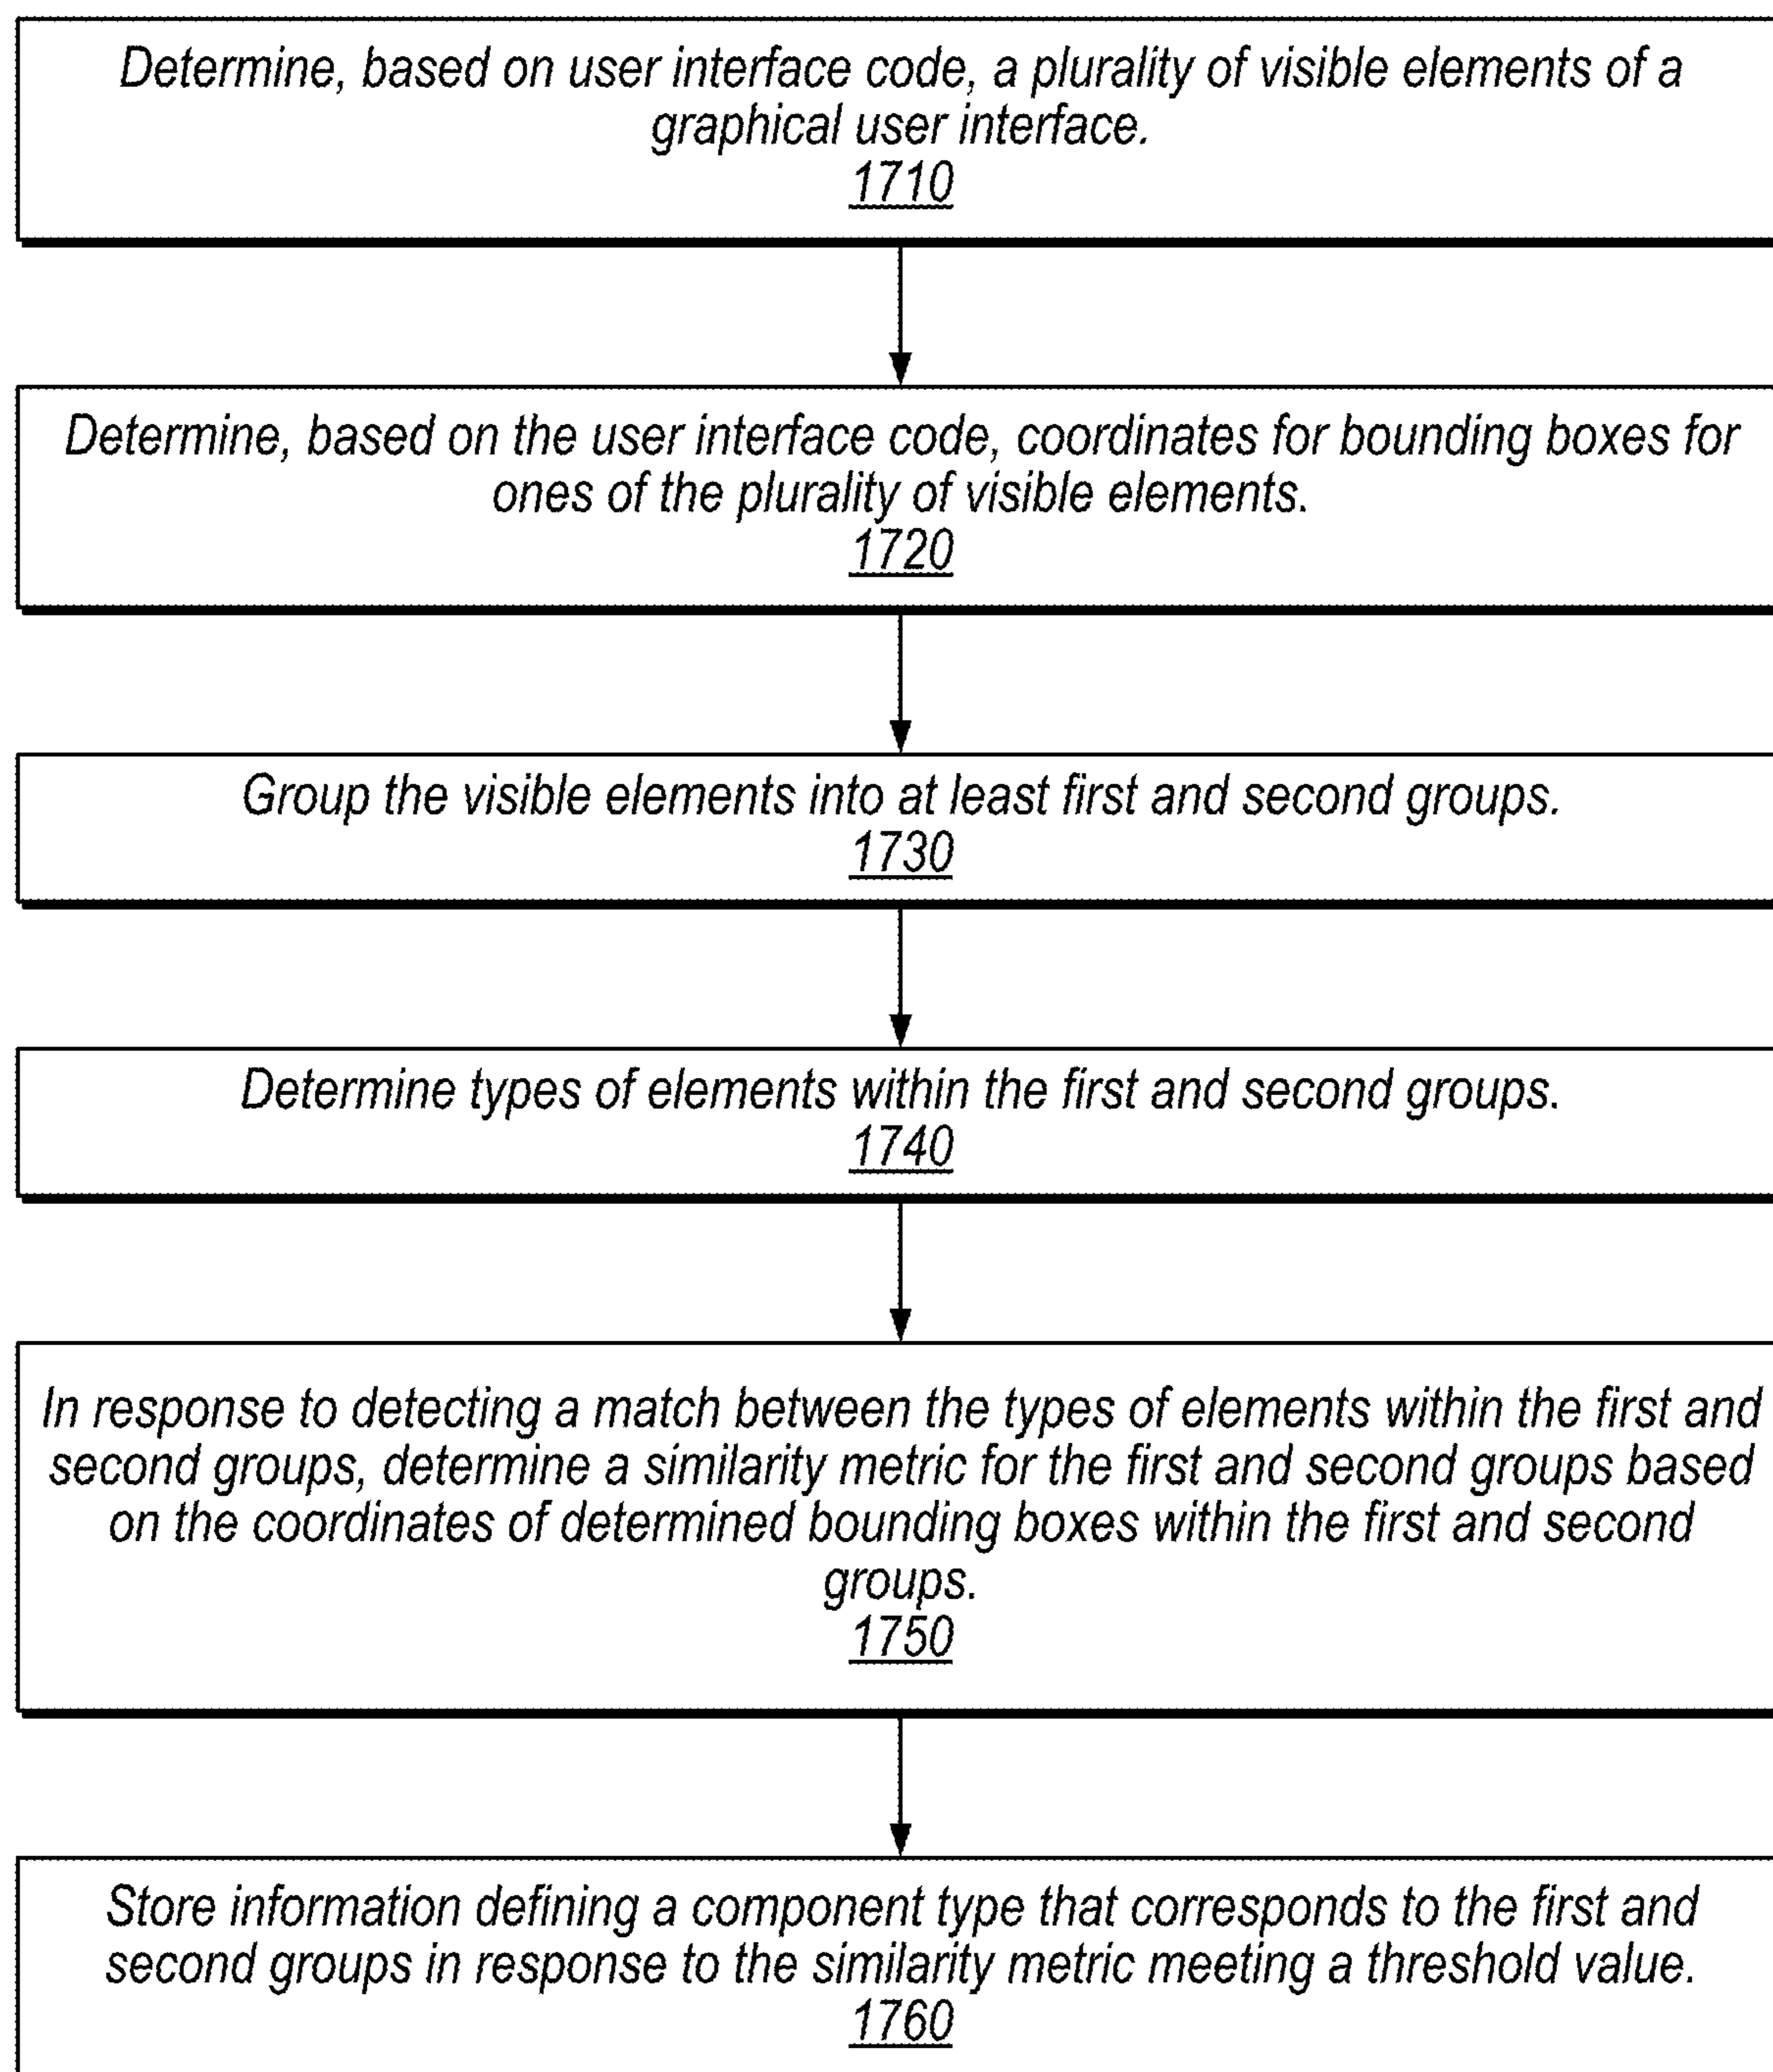 Determine, based on user interface code, a plurality of visible elements of a
graphical user interface.
1710
Determine, based on the user interface code, coordinates for bounding boxes for
ones of the plurality of visible elements.
1720
Group the visible elements into at least first and second groups.
1730
Determine types of elements within the first and second groups.
1740
In response to detecting a match between the types of elements within the first and
second groups, determine a similarity metric for the first and second groups based
on the coordinates of determined bounding boxes within the first and second
groups.
1750
Store information defining a component type that corresponds to the first and
second groups in response to the similarity metric meeting a threshold value.
1760